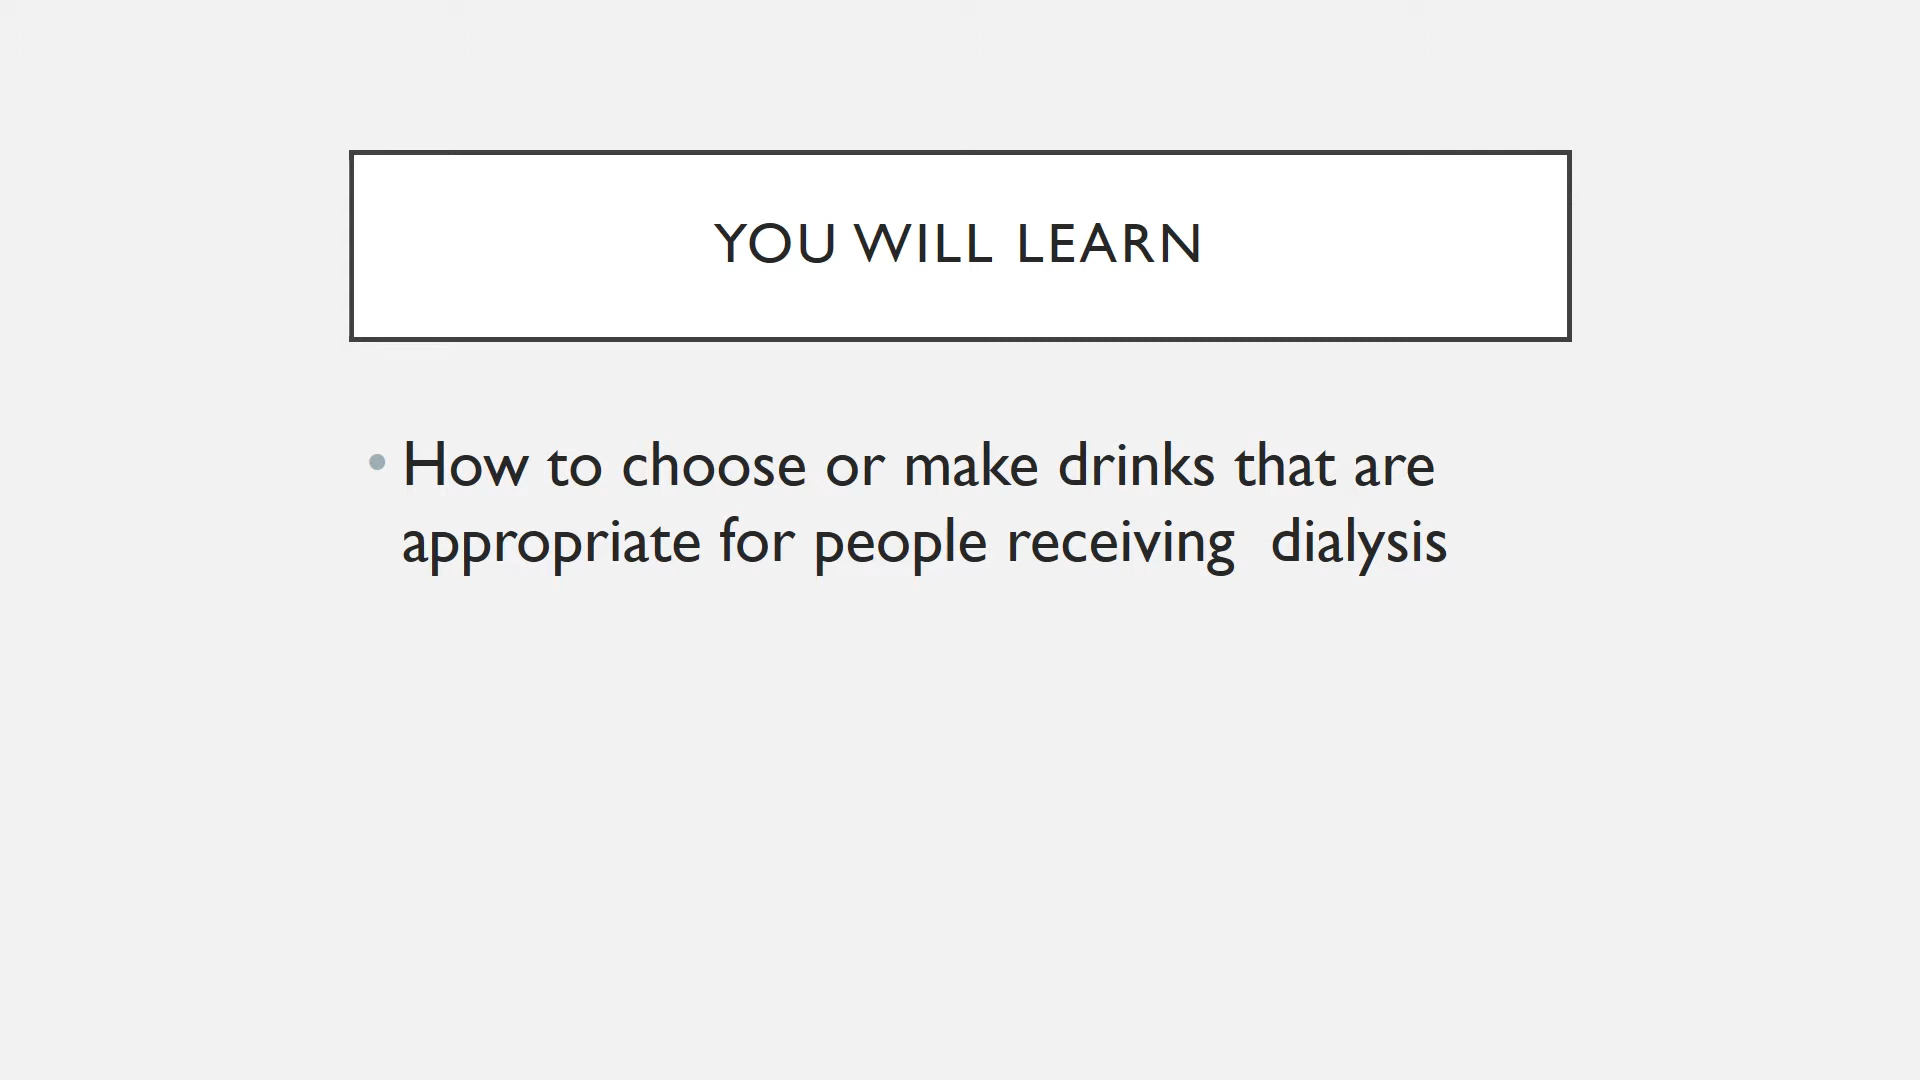 YOU WILL LEARN
• How to choose or make drinks that are
appropriate for people receiving  dialysis